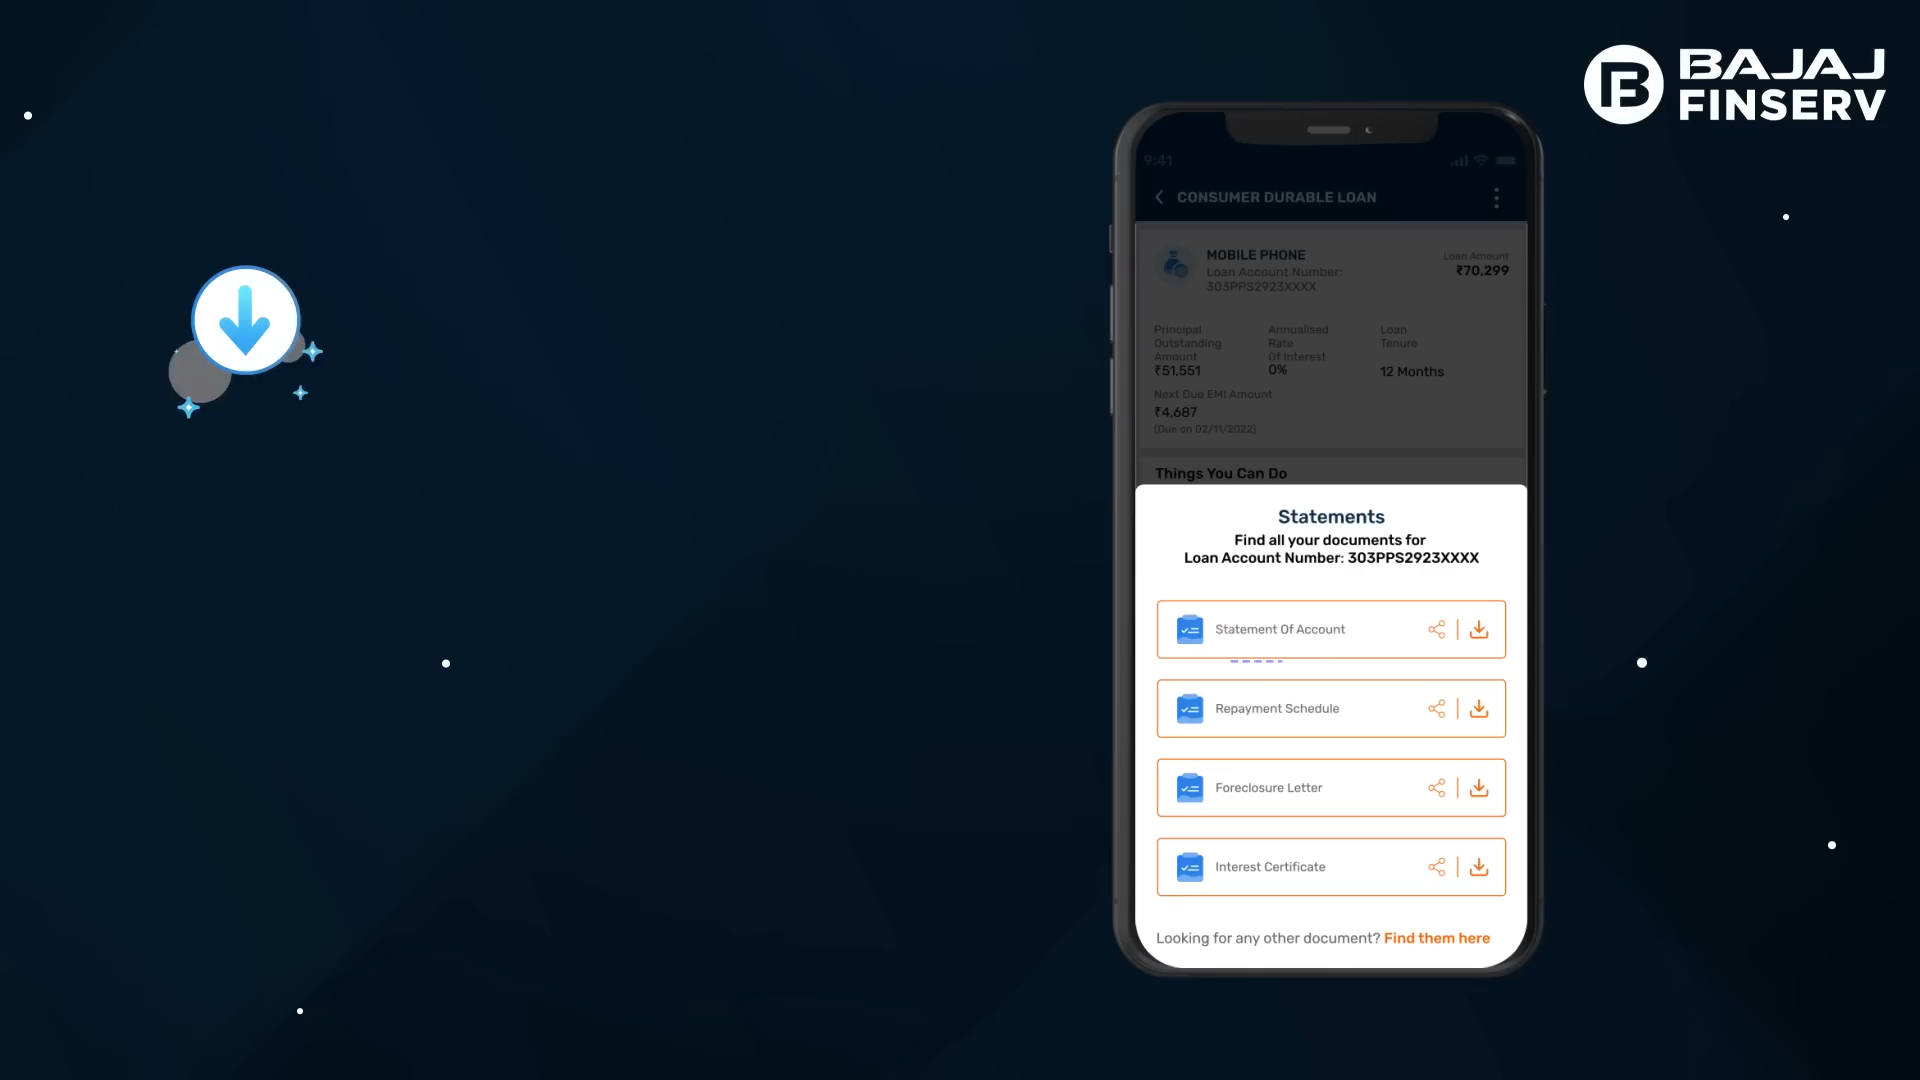 BAJAJ
FINSERV
9:41
CONSUMER DURABLE LOAN
MOBILE PHONE
Loan Account Number:
303PPS2923XXXX
Loan Amount
₹70,299
Principal
Outstanding
Amount
₹51,551
Annualised
Rate
Of Interest
0%
Loan
Tenure
12 Months
Next Due EMI Amount
₹4,687
(Due on 02/11/2022)
Things You Can Do
Statements
Find all your documents for
Loan Account Number: 303PPS2923XXXX
Statement Of Account
Repayment Schedule
Foreclosure Letter
Interest Certificate
Looking for any other document? Find them here